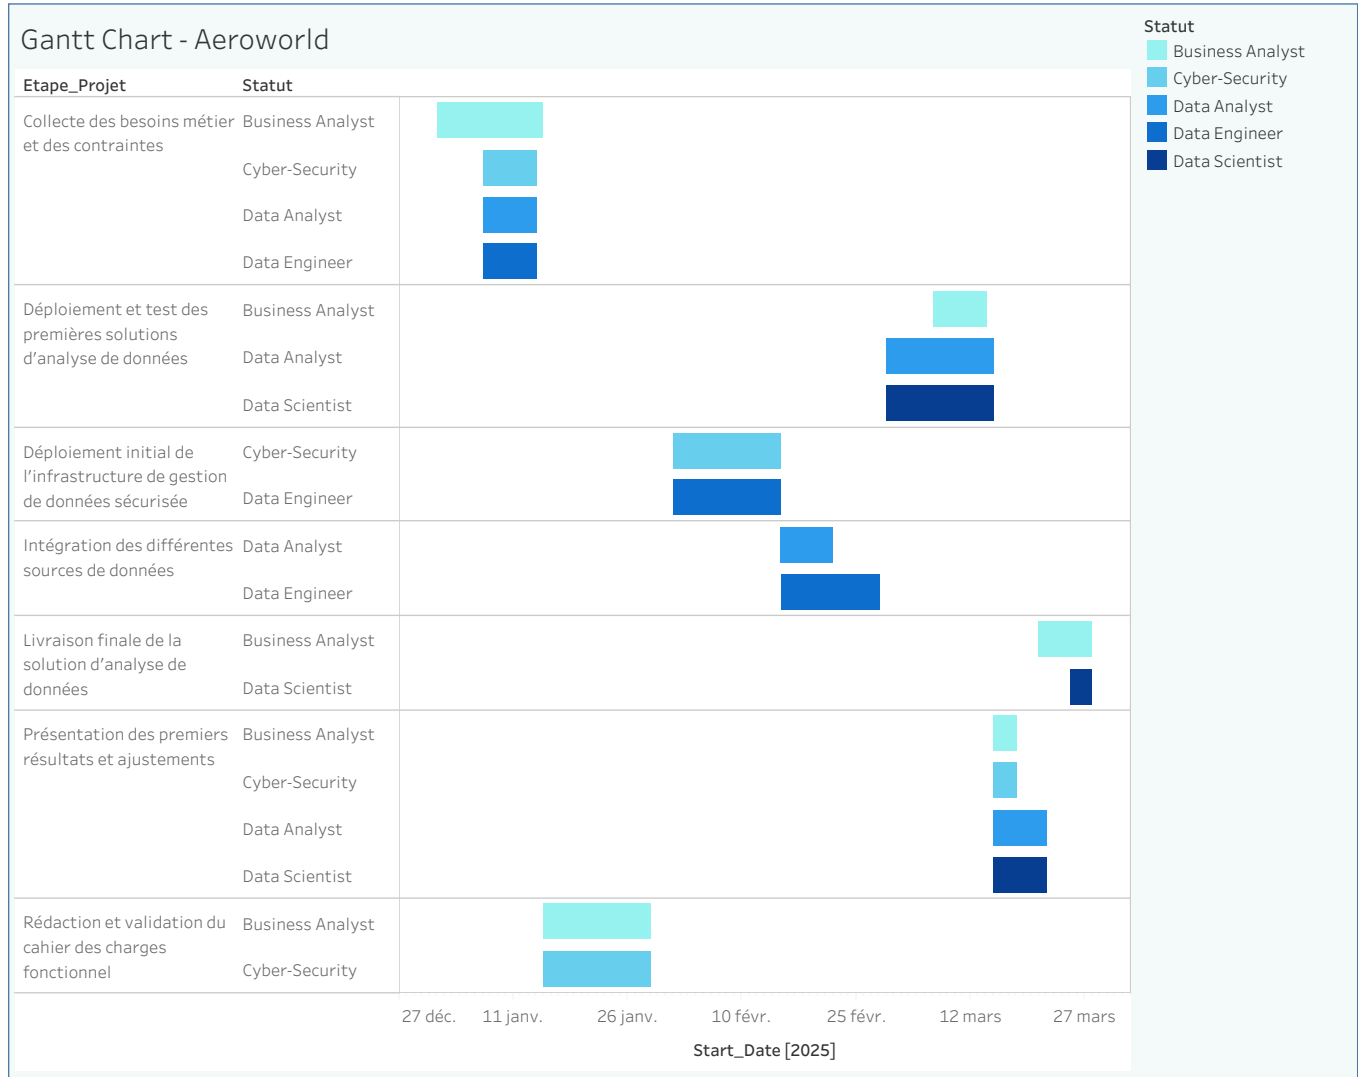 Gantt Chart - Aeroworld
Statut
Business Analyst
Cyber-Security
Data Analyst
Data Engineer
Data Scientist
Etape_Projet Statut
Collecte des besoins métier
et des contraintes
Business Analyst
Cyber-Security
Data Analyst
Data Engineer
Déploiement et test des
premières solutions
d'analyse de données
Business Analyst
Data Analyst
Data Scientist
Déploiement initial de
l'infrastructure de gestion
de données sécurisée
Cyber-Security
Data Engineer
Intégration des différentes
sources de données
Data Analyst
Data Engineer
Livraison finale de la
solution d'analyse de
données
Business Analyst
Data Scientist
Présentation des premiers
résultats et ajustements
Business Analyst
Cyber-Security
Data Analyst
Data Scientist
Rédaction et validation du
cahier des charges
fonctionnel
Business Analyst
Cyber-Security
27 déc. 11 janv. 26 janv. 10 févr. 25 févr. 12 mars 27 mars
Start_Date [2025]